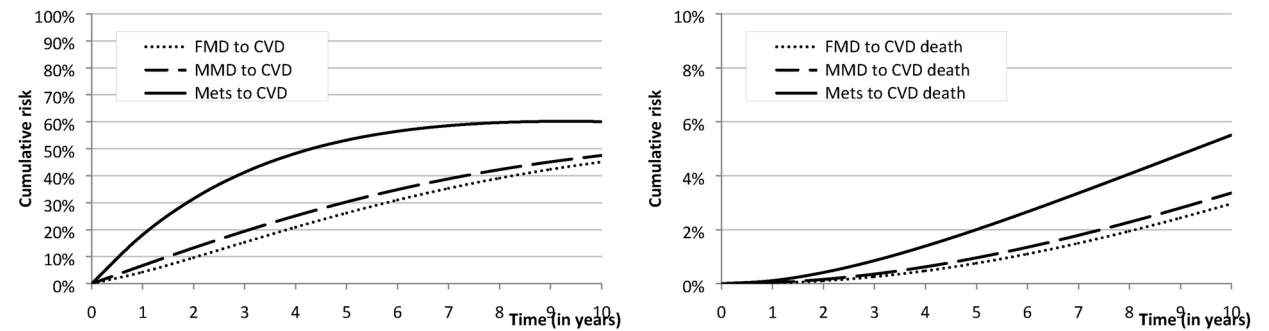 100%
90%
80%
70%
60%
50%
40%
30%
20%
10%
0%
Cumulative risk
FMD to CVD
MMD to CVD
Mets to CVD
0 1 2 3 4 5 6 7 8 9 10
Time (in years)
10%
8%
6%
4%
2%
0%
Cumulative risk
FMD to CVD death
MMD to CVD death
Mets to CVD death
0 1 2 3 4 5 6 7 8 9 10
Time (in years)